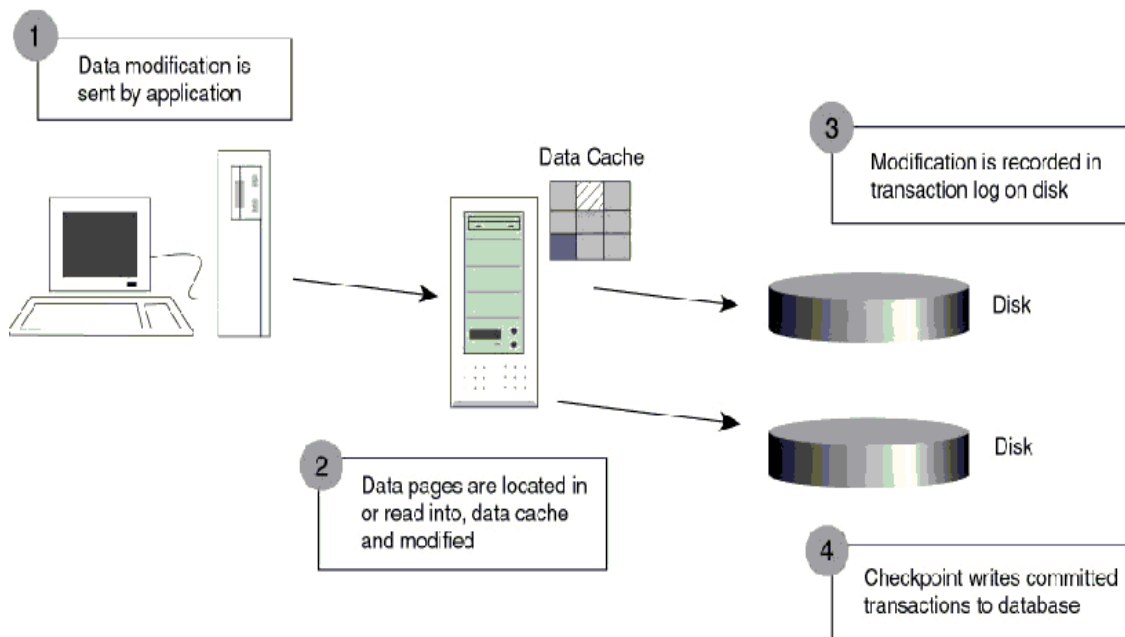 1
Data modification is
sent by application
Data Cache
3
Modification is recorded in
transaction log on disk
Disk
2
Data pages are located in
or read into, data cache
and modified
Disk
4
Checkpoint writes committed
transactions to database